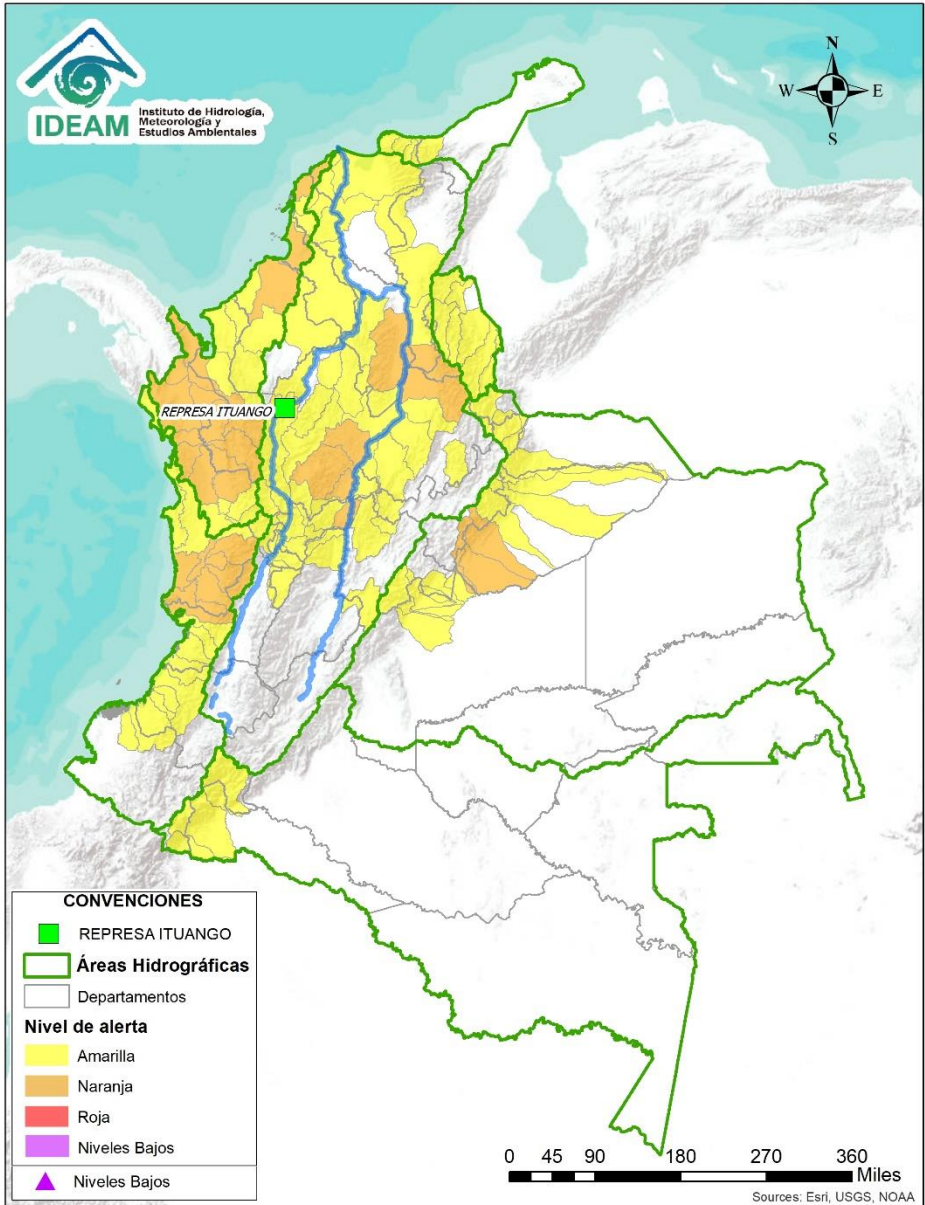 IDEAM
Instituto de Hidrología,
Meteorología y
Estudios Ambientales
N
W
E
S
REPRESA ITUANGO
CONVENCIONES
REPRESA ITUANGO
Áreas Hidrográficas
Departamentos
Nivel de alerta
Amarilla
Naranja
Roja
Niveles Bajos
Niveles Bajos
0 45 90 180 270 360
Miles
Sources: Esri, USGS, NOAA